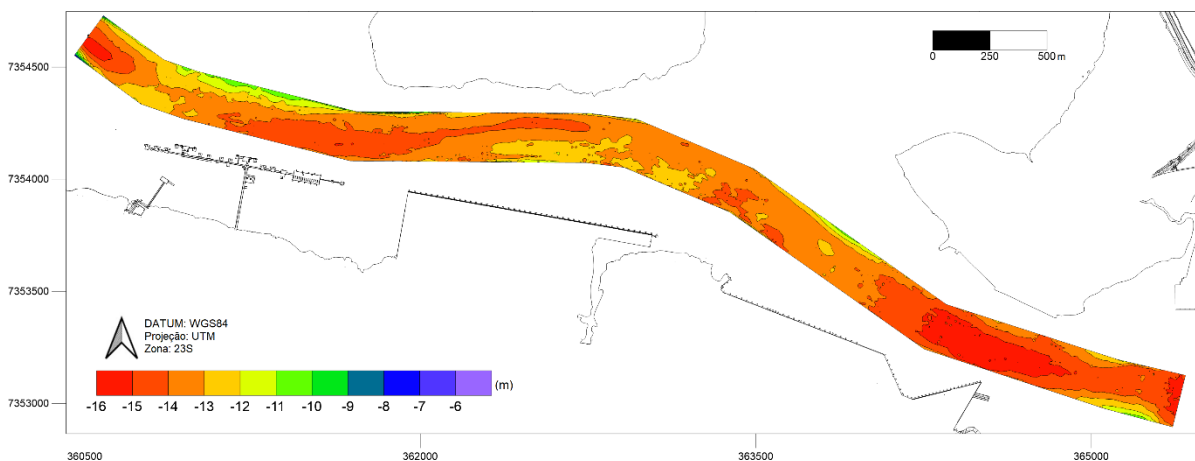 0 250 500 m
7354500
7354000
7353500
7353000
DATUM: WGS84
Projeção: UTM
Zona: 23S
(m)
-16 -15 -14 -13 -12 -11 -10 -9 -8 -7 -6
360500 362000 363500 365000